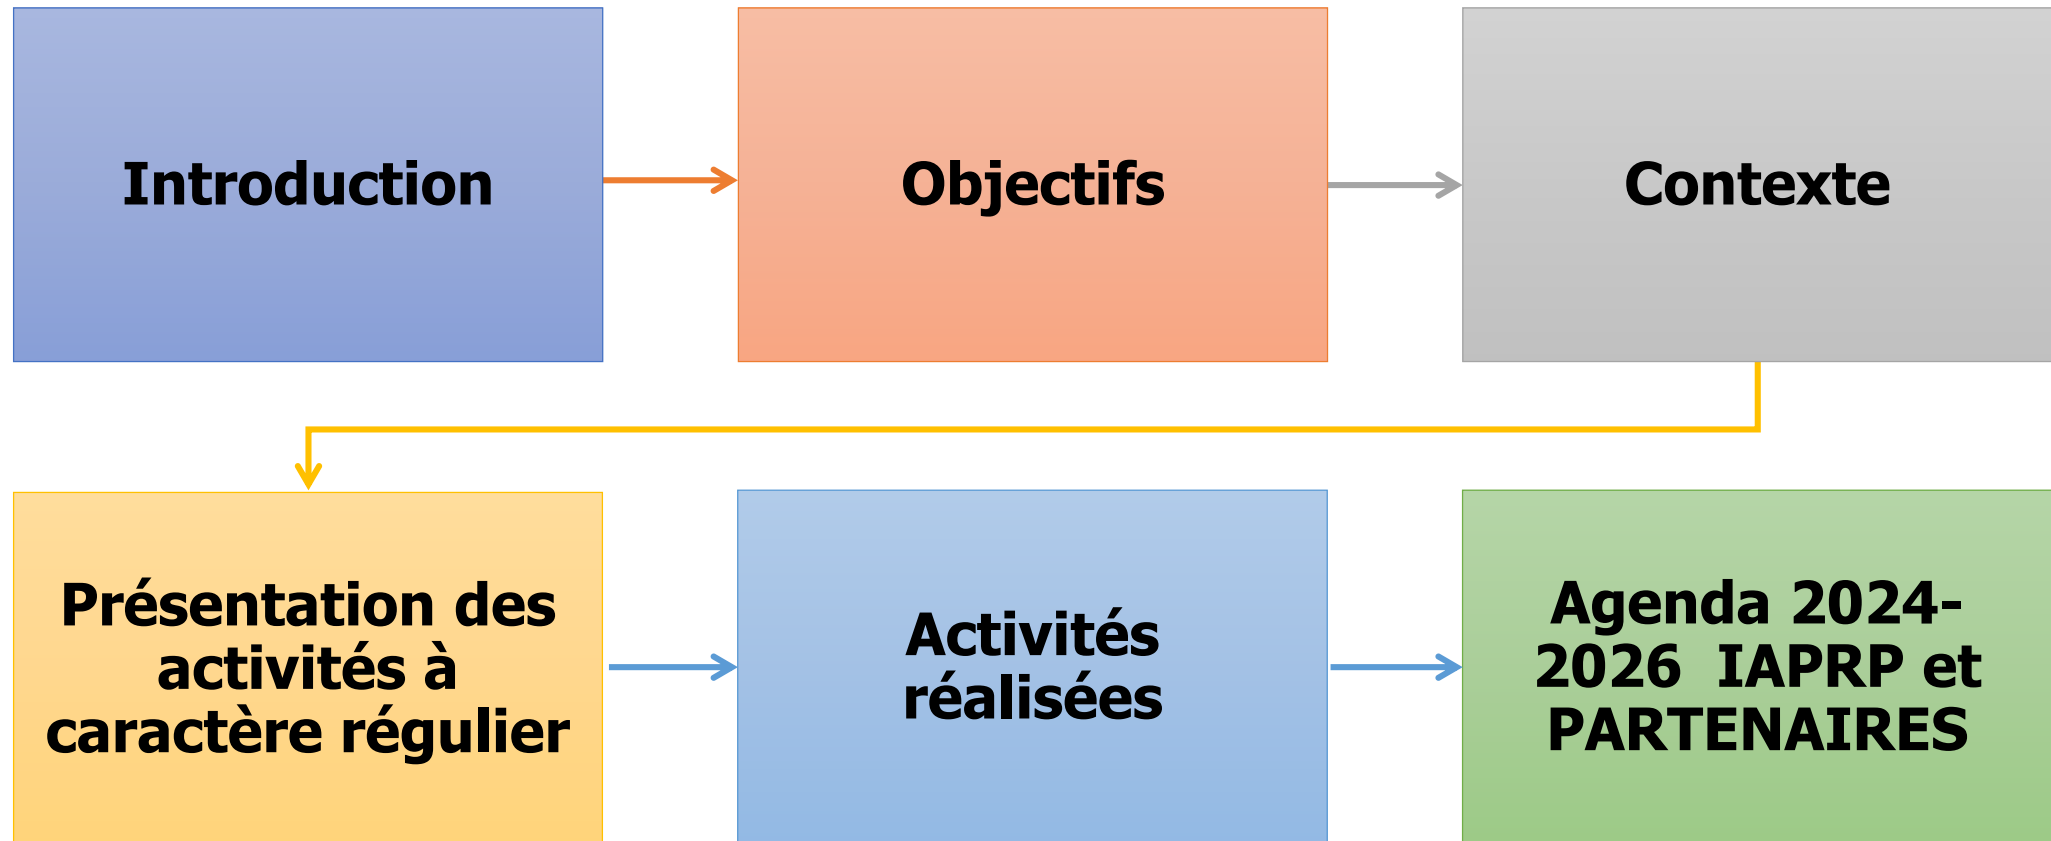 Introduction
Objectifs
Contexte
Présentation des
activités à
caractère régulier
Activités
réalisées
Agenda 2024-
2026  IAPRP et
PARTENAIRES